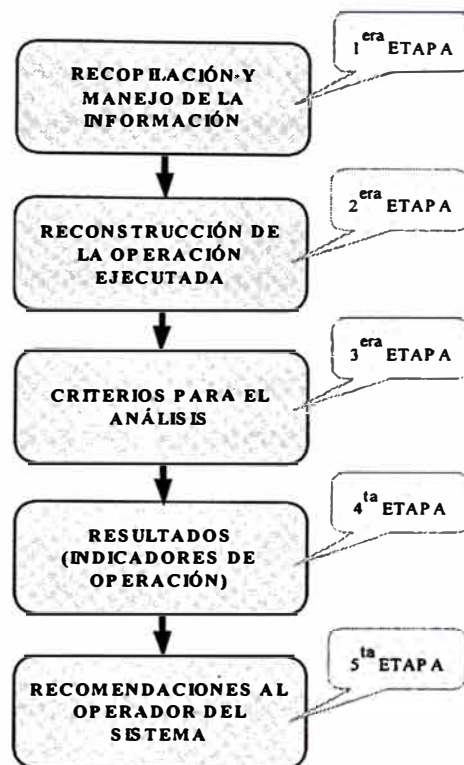 1era ETAPA
RECOPILACIÓN Y
MANEJO DE LA
INFORMACIÓN
2era ETAPA
RECONSTRUCCIÓN DE
LA OPERACIÓN
EJECUTADA
3era ETAPA
CRITERIOS PARA EL
ANÁLISIS
4ta ETAPA
RESULTADOS
(INDICADORES DE
OPERACIÓN)
5ta ETAPA
RECOMENDACIONES AL
OPERADOR DEL
SISTEMA